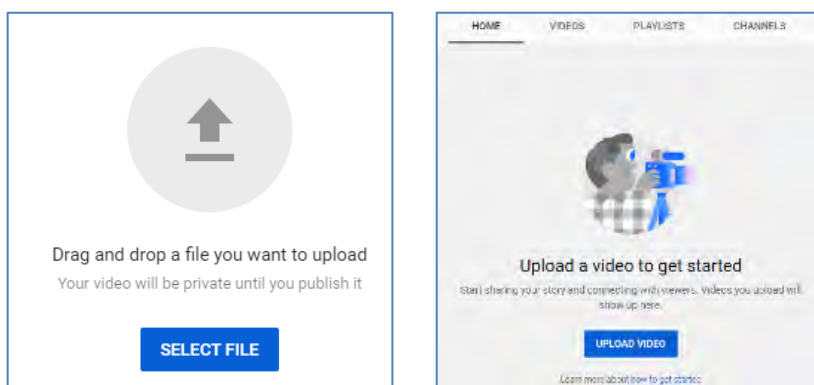 Drag and drop a file you want to upload
Your video will be private until you publish it
SELECT FILE
HOME VIDEOS PLAYLISTS CHANNELS
Upload a video to get started
Start sharing your story and connecting with viewers. Videos you upload will
show up here.
UPLOAD VIDEO
Learn more about how to get started